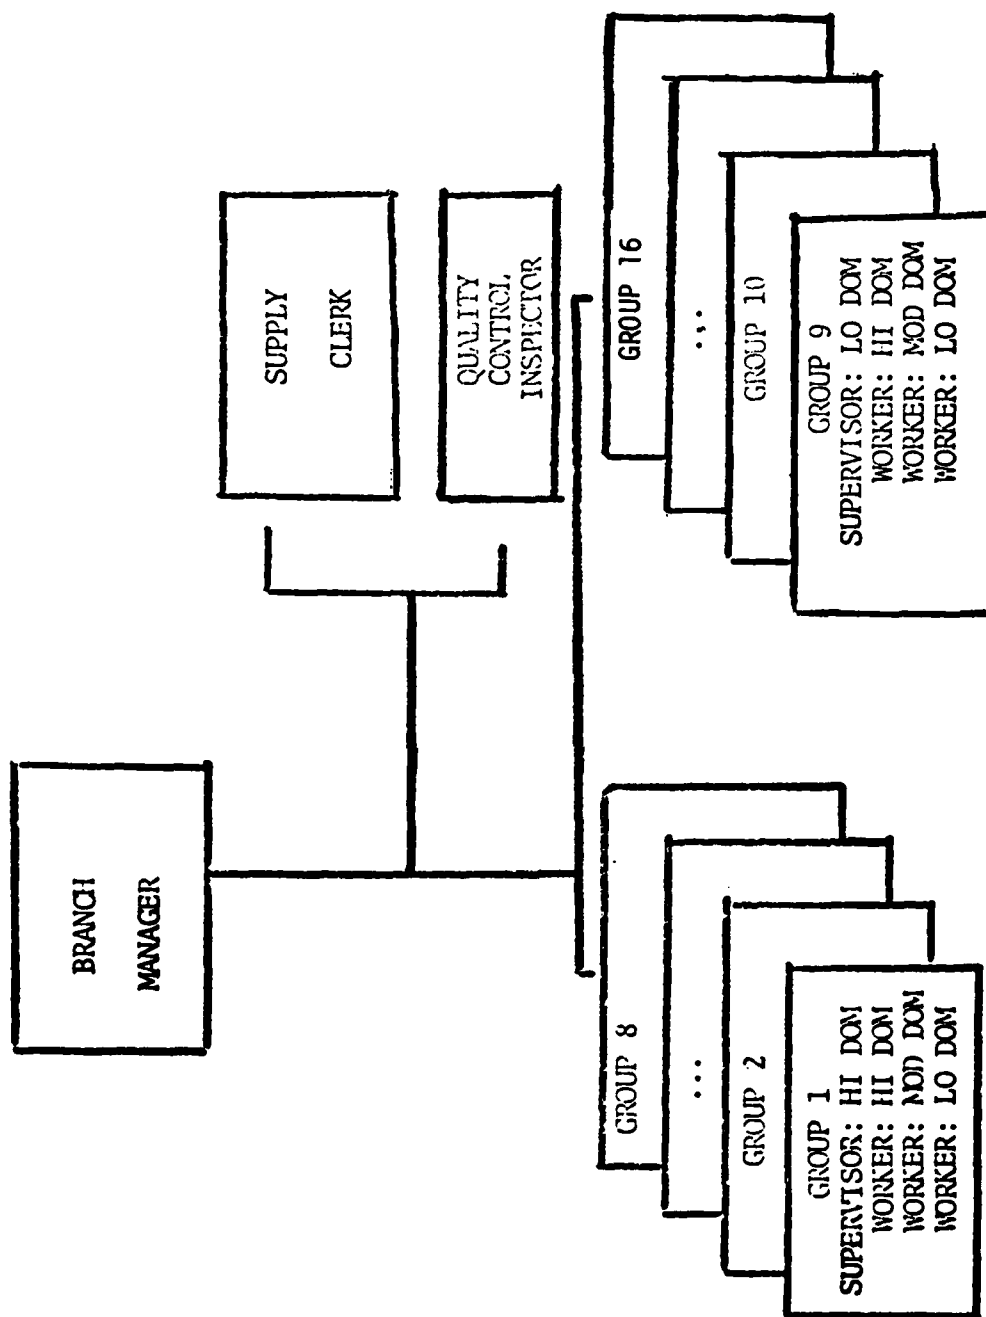 BRANCH
MANAGER
SUPPLY
CLERK
QUALITY
CONTROL
INSPECTOR
GROUP 8
...
GROUP 2
GROUP 1
SUPERVISOR: HI DOM
WORKER: HI DOM
WORKER: MOD DOM
WORKER: LO DOM
GROUP 16
...
GROUP 10
GROUP 9
SUPERVISOR: LO DOM
WORKER: HI DOM
WORKER: MOD DOM
WORKER: LO DOM